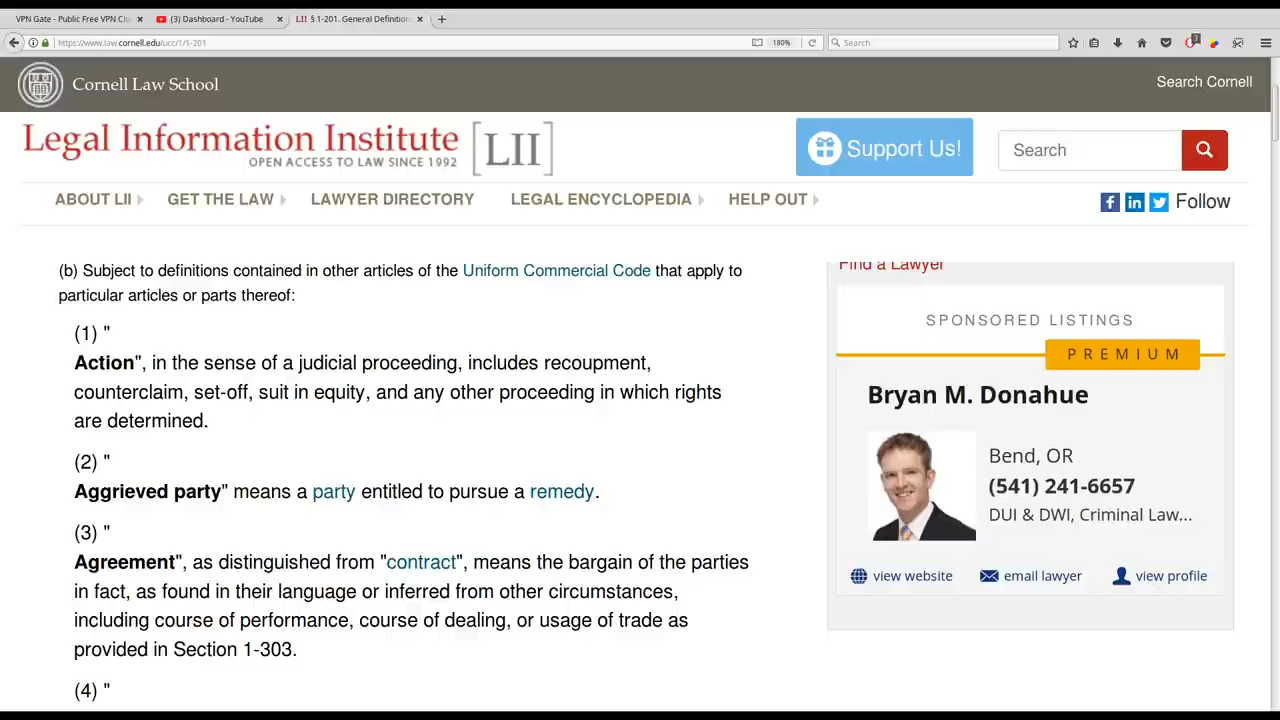 VPN Gate - Public Free VPN Clo
(3) Dashboard - YouTube
LII § 1-201. General Definition
https://www.law.cornell.edu/ucc/1/1-201
180%
Search
3
Cornell Law School
Search Cornell
Legal Information Institute [LII]
OPEN ACCESS TO LAW SINCE 1992
Support Us!
Search
ABOUT LII
GET THE LAW
LAWYER DIRECTORY
LEGAL ENCYCLOPEDIA
HELP OUT
Follow
(b) Subject to definitions contained in other articles of the Uniform Commercial Code that apply to
particular articles or parts thereof:
(1) "
Action", in the sense of a judicial proceeding, includes recoupment,
counterclaim, set-off, suit in equity, and any other proceeding in which rights
are determined.
(2) "
Aggrieved party" means a party entitled to pursue a remedy.
(3) "
Agreement", as distinguished from "contract", means the bargain of the parties
in fact, as found in their language or inferred from other circumstances,
including course of performance, course of dealing, or usage of trade as
provided in Section 1-303.
(4) "
Find a Lawyer
SPONSORED LISTINGS
PREMIUM
Bryan M. Donahue
Bend, OR
(541) 241-6657
DUI & DWI, Criminal Law...
view website
email lawyer
view profile